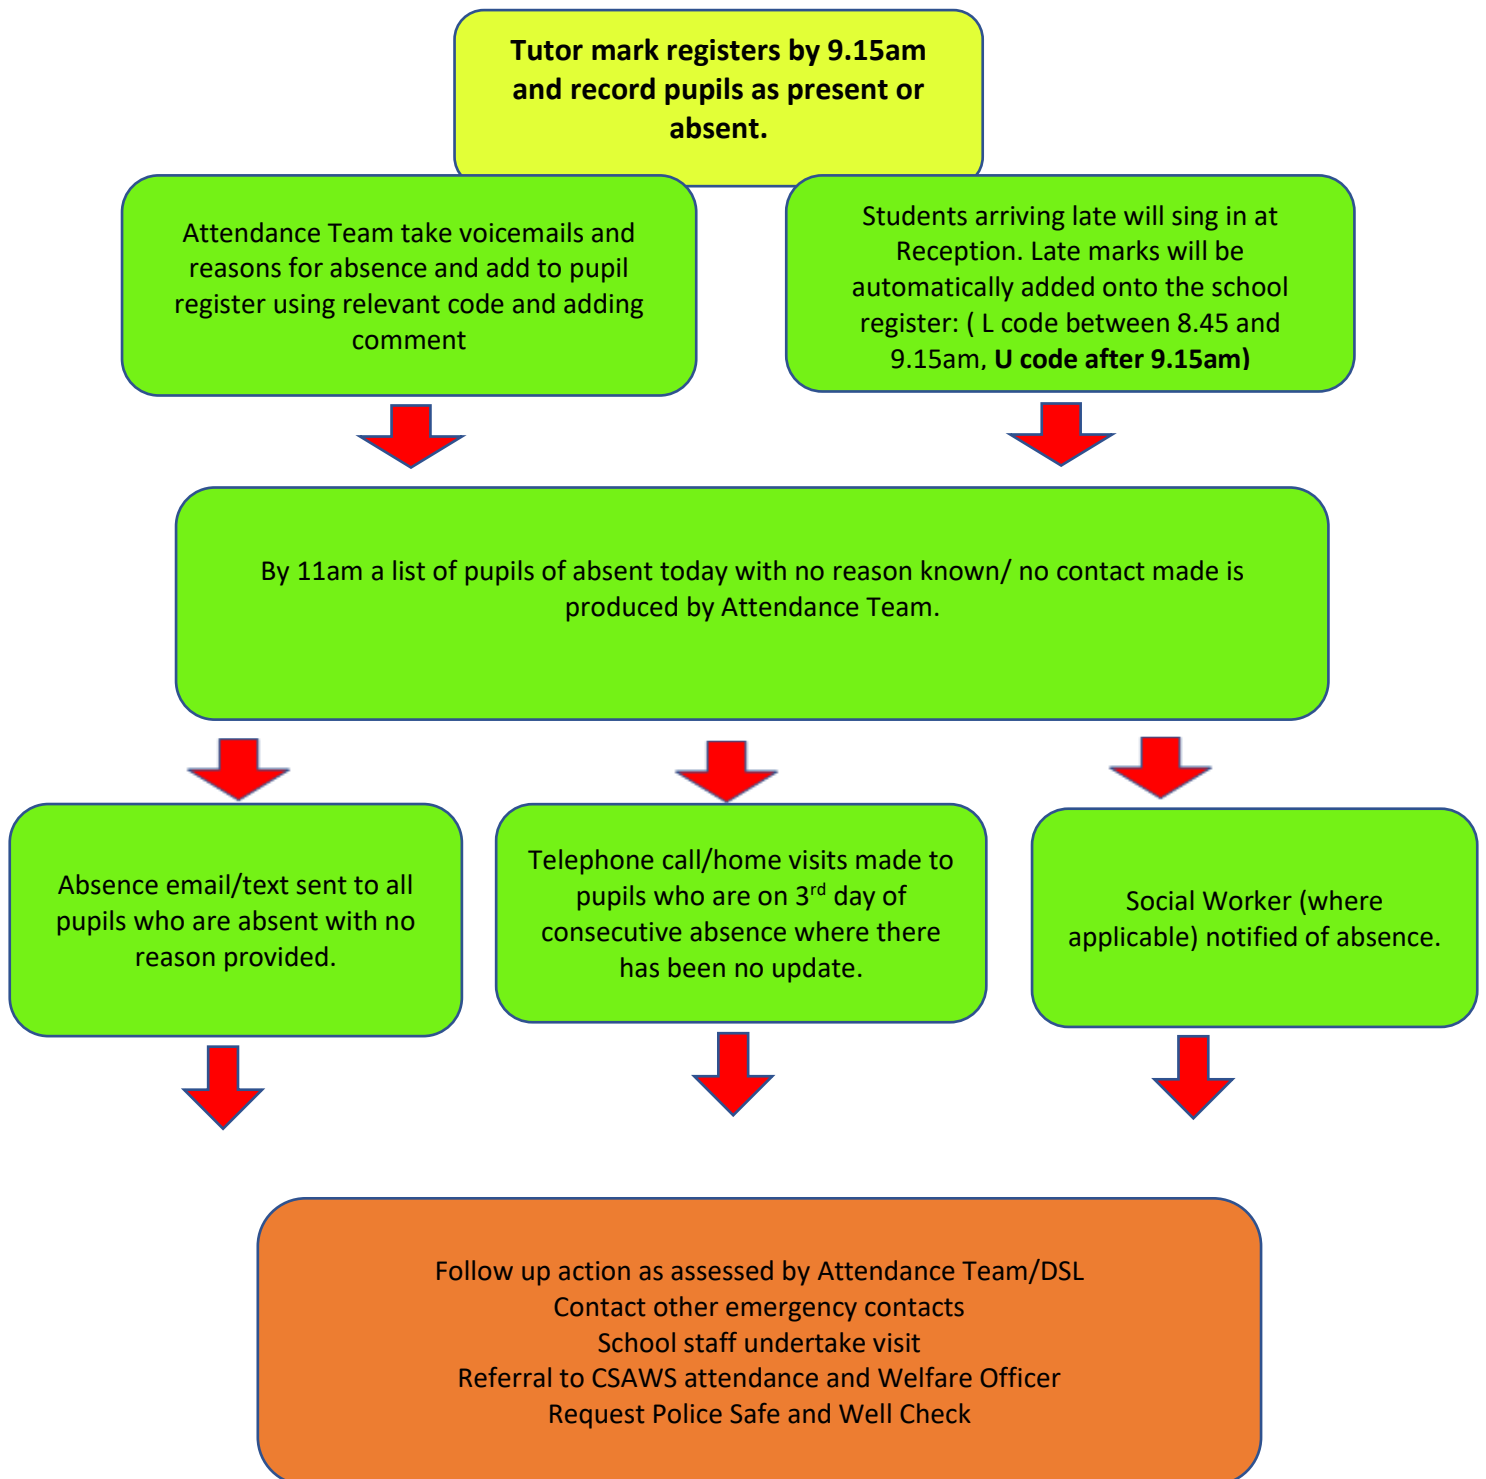 Tutor mark registers by 9.15am
and record pupils as present or
absent.
Attendance Team take voicemails and
reasons for absence and add to pupil
register using relevant code and adding
comment
Students arriving late will sing in at
Reception. Late marks will be
automatically added onto the school
register: ( L code between 8.45 and
9.15am, U code after 9.15am)
By 11am a list of pupils of absent today with no reason known/ no contact made is
produced by Attendance Team.
Absence email/text sent to all
pupils who are absent with no
reason provided.
Telephone call/home visits made to
pupils who are on 3rd day of
consecutive absence where there
has been no update.
Social Worker (where
applicable) notified of absence.
Follow up action as assessed by Attendance Team/DSL
Contact other emergency contacts
School staff undertake visit
Referral to CSAWS attendance and Welfare Officer
Request Police Safe and Well Check